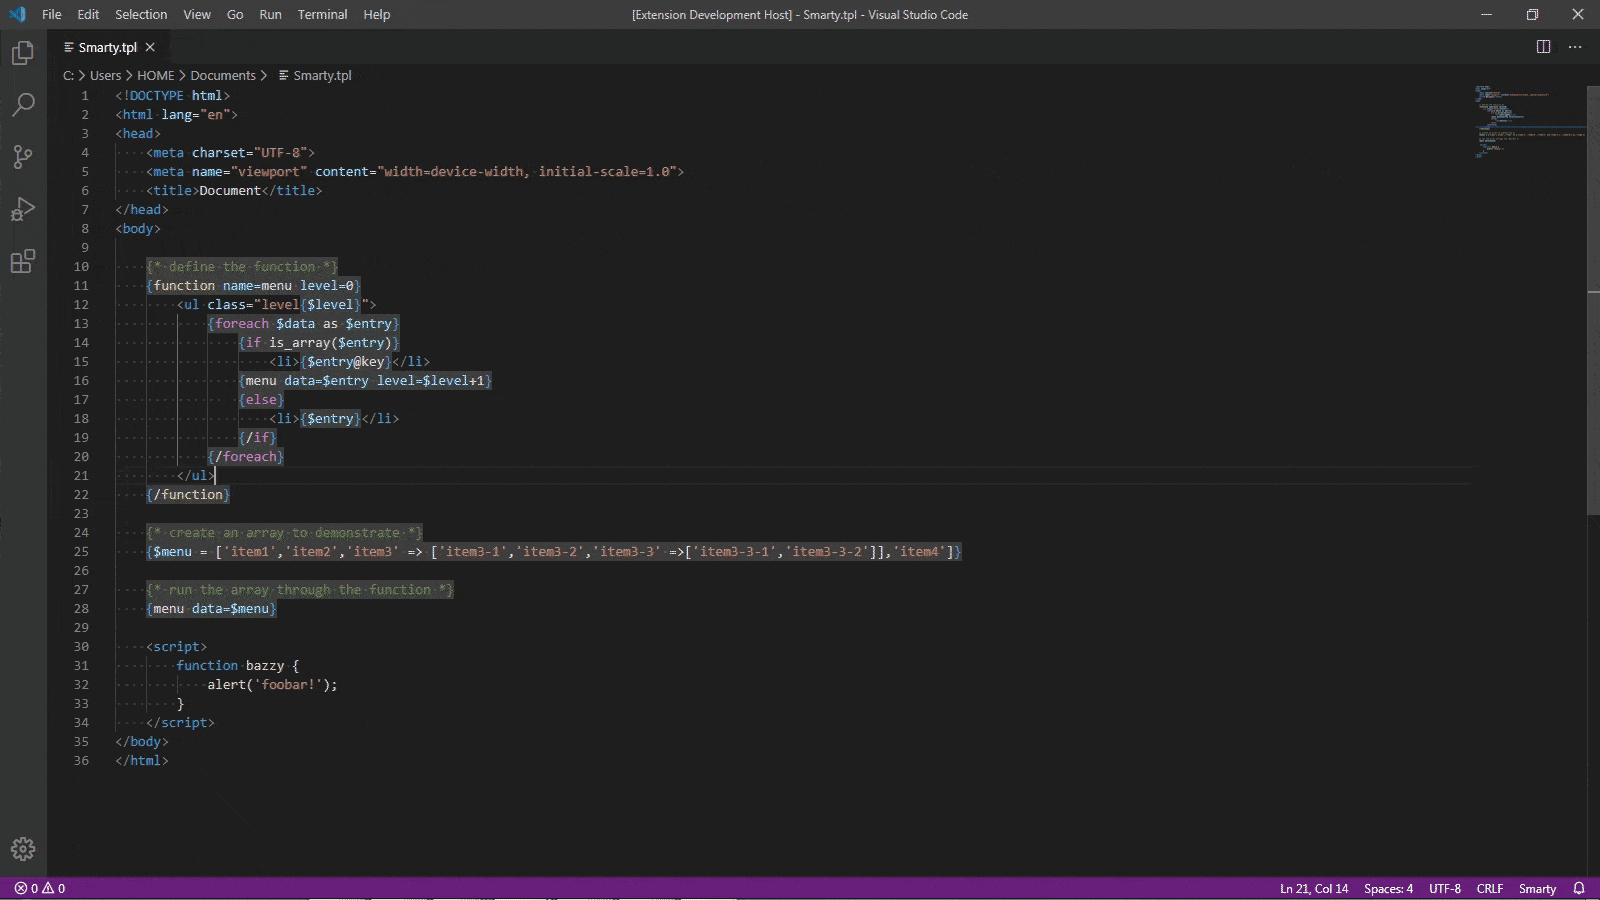 File Edit Selection View Go Run Terminal Help [Extension Development Host] - Smarty.tpl - Visual Studio Code
Smarty.tpl
C: > Users > HOME > Documents > Smarty.tpl
1 <!DOCTYPE html>
2 <html lang="en">
3 <head>
4 <meta charset="UTF-8">
5 <meta name="viewport" content="width=device-width, initial-scale=1.0">
6 <title>Document</title>
7 </head>
8 <body>
9
10 {* define the function *}
11 {function name=menu level=0}
12 <ul class="level{$level}">
13 {foreach $data as $entry}
14 {if is_array($entry)}
15 <li>{$entry@key}</li>
16 {menu data=$entry level=$level+1}
17 {else}
18 <li>{$entry}</li>
19 {/if}
20 {/foreach}
21 </ul>
22 {/function}
23
24 {* create an array to demonstrate *}
25 {$menu = ['item1','item2','item3' => ['item3-1','item3-2','item3-3' =>['item3-3-1','item3-3-2']],'item4']}
26
27 {* run the array through the function *}
28 {menu data=$menu}
29
30 <script>
31 function bazzy {
32 alert('foobar!');
33 }
34 </script>
35 </body>
36 </html>
0 0 Ln 21, Col 14 Spaces: 4 UTF-8 CRLF Smarty